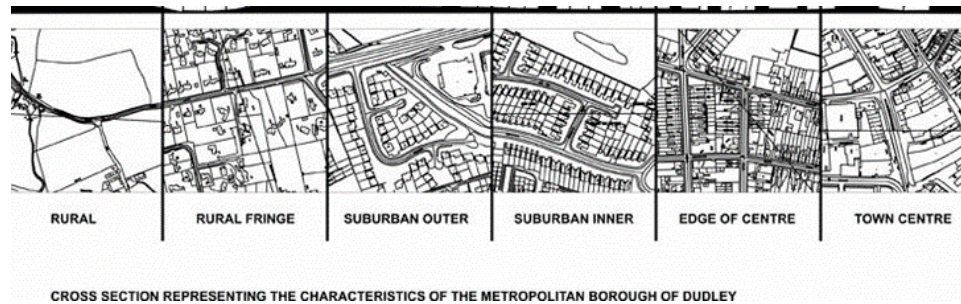 RURAL
RURAL FRINGE
SUBURBAN OUTER
SUBURBAN INNER
EDGE OF CENTRE
TOWN CENTRE
CROSS SECTION REPRESENTING THE CHARACTERISTICS OF THE METROPOLITAN BOROUGH OF DUDLEY